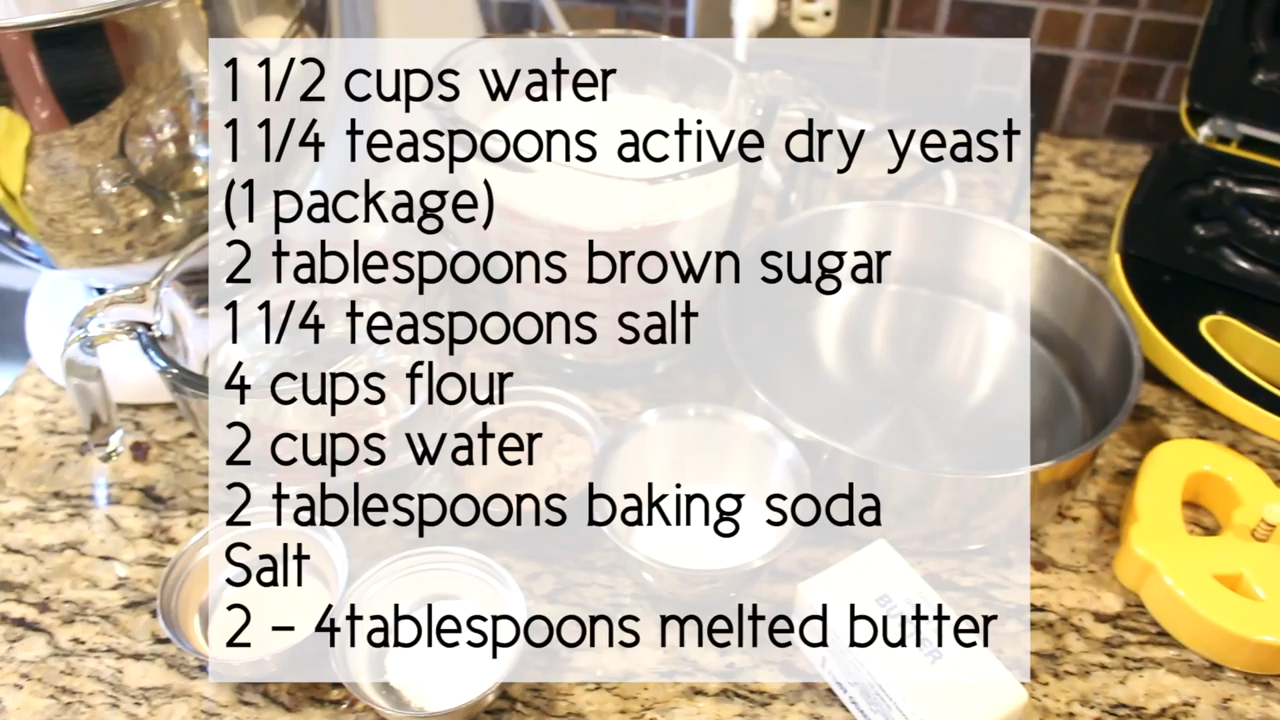 1 1/2 cups water
1 1/4 teaspoons active dry yeast
(1 package)
2 tablespoons brown sugar
1 1/4 teaspoons salt
4 cups flour
2 cups water
2 tablespoons baking soda
Salt
2 – 4tablespoons melted butter
BUTTER